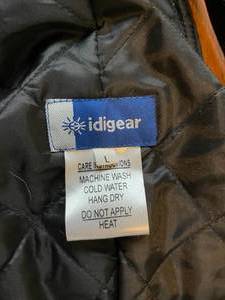 idigear
L
CARE INSTRUCTIONS
MACHINE WASH
COLD WATER
HANG DRY
DO NOT APPLY
HEAT